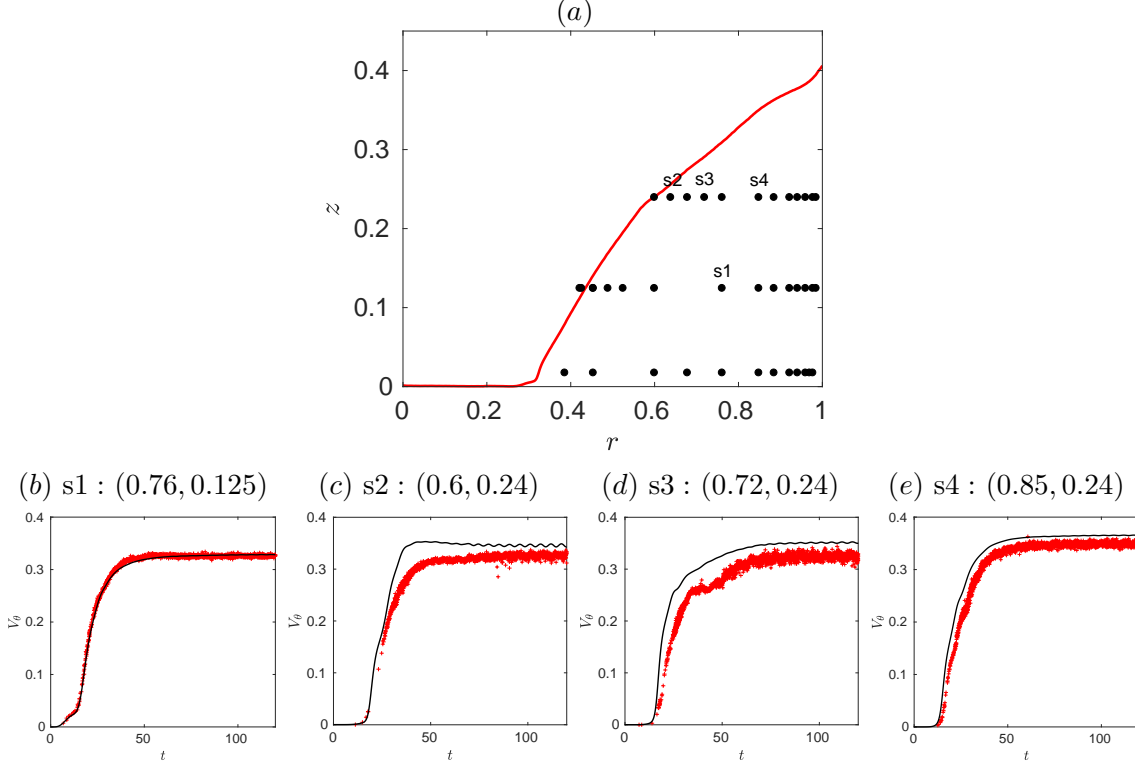 (a)
z
0.4
0.3
0.2
0.1
0
s2 s3 s4
s1
0 0.2 0.4 0.6 0.8 1
r
(b) s1 : (0.76, 0.125)
(c) s2 : (0.6, 0.24)
(d) s3 : (0.72, 0.24)
(e) s4 : (0.85, 0.24)
V_θ
0.4
0.3
0.2
0.1
0
0 50 100
t
V_θ
0.4
0.3
0.2
0.1
0
0 50 100
t
V_θ
0.4
0.3
0.2
0.1
0
0 50 100
t
V_θ
0.4
0.3
0.2
0.1
0
0 50 100
t